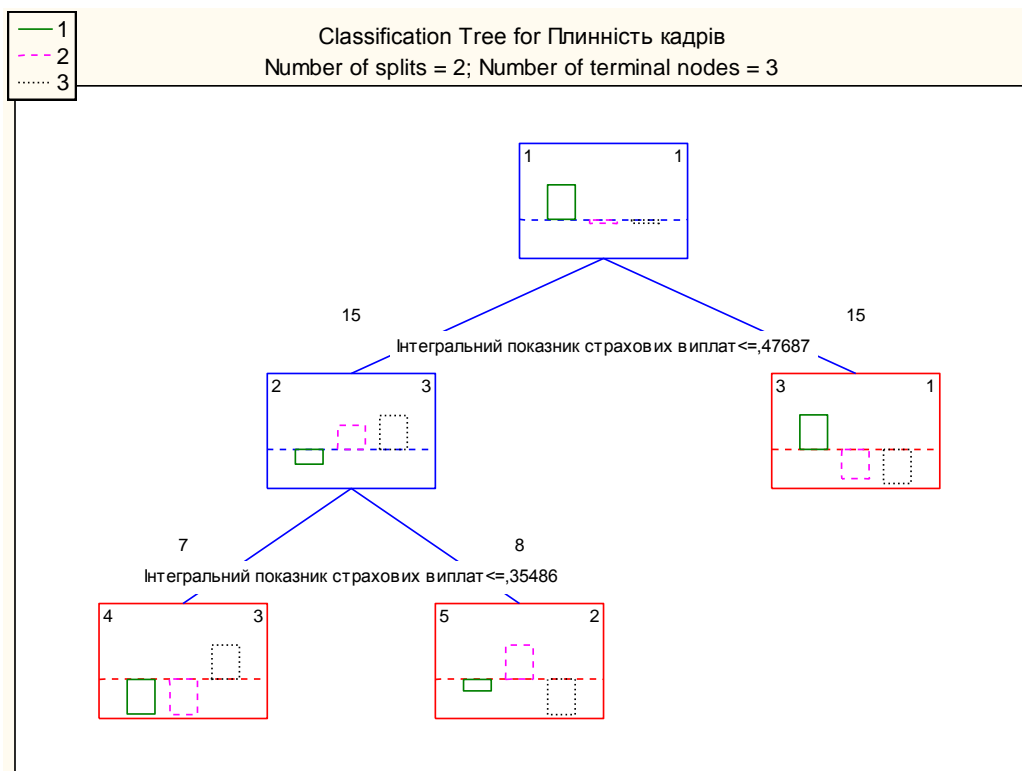 1
2
3
Classification Tree for Плинність кадрів
Number of splits = 2; Number of terminal nodes = 3
1 1
15 15
Інтегральний показник страхових виплат<=,47687
2 3
3 1
7 8
Інтегральний показник страхових виплат<=,35486
4 3
5 2